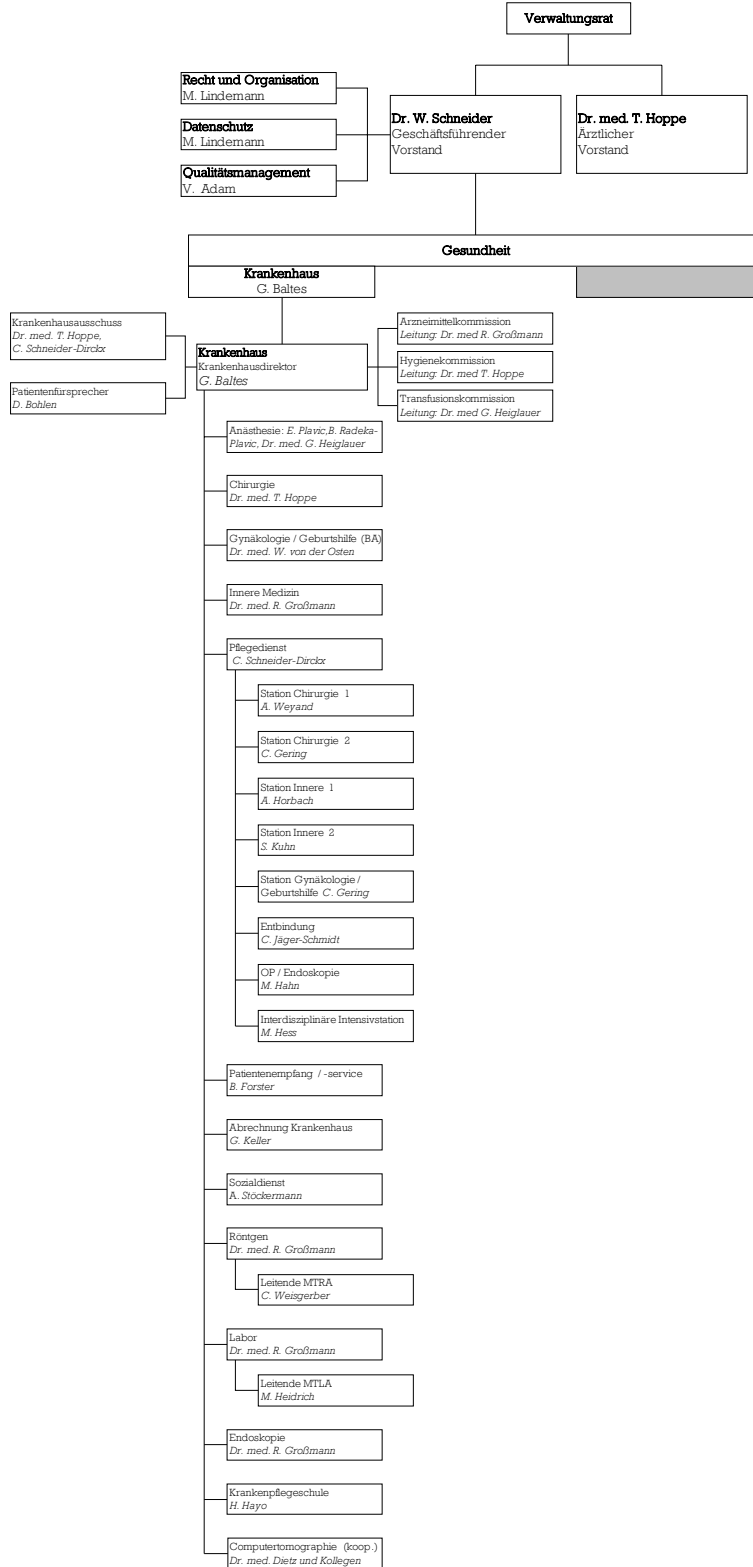 Verwaltungsrat
Recht und Organisation
M. Lindemann
Datenschutz
M. Lindemann
Qualitätsmanagement
V. Adam
Dr. W. Schneider
Geschäftsführender
Vorstand
Dr. med. T. Hoppe
Ärztlicher
Vorstand
Gesundheit
Krankenhaus
G. Baltes
Krankenhausausschuss
Dr. med. T. Hoppe,
C. Schneider-Dirckx
Patientenfürsprecher
D. Bohlen
Krankenhaus
Krankenhausdirektor
G. Baltes
Arzneimittelkommission
Leitung: Dr. med R. Großmann
Hygienekommission
Leitung: Dr. med T. Hoppe
Transfusionskommission
Leitung: Dr. med G. Heiglauer
Anästhesie: E. Plavic,B. Radeka-
Plavic, Dr. med. G. Heiglauer
Chirurgie
Dr. med. T. Hoppe
Gynäkologie / Geburtshilfe (BA)
Dr. med. W. von der Osten
Innere Medizin
Dr. med. R. Großmann
Pflegedienst
C. Schneider-Dirckx
Station Chirurgie 1
A. Weyand
Station Chirurgie 2
C. Gering
Station Innere 1
A. Horbach
Station Innere 2
S. Kuhn
Station Gynäkologie /
Geburtshilfe C. Gering
Entbindung
C. Jäger-Schmidt
OP / Endoskopie
M. Hahn
Interdisziplinäre Intensivstation
M. Hess
Patientenempfang / -service
B. Forster
Abrechnung Krankenhaus
G. Keller
Sozialdienst
A. Stöckermann
Röntgen
Dr. med. R. Großmann
Leitende MTRA
C. Weisgerber
Labor
Dr. med. R. Großmann
Leitende MTLA
M. Heidrich
Endoskopie
Dr. med. R. Großmann
Krankenpflegeschule
H. Hayo
Computertomographie (koop.)
Dr. med. Dietz und Kollegen